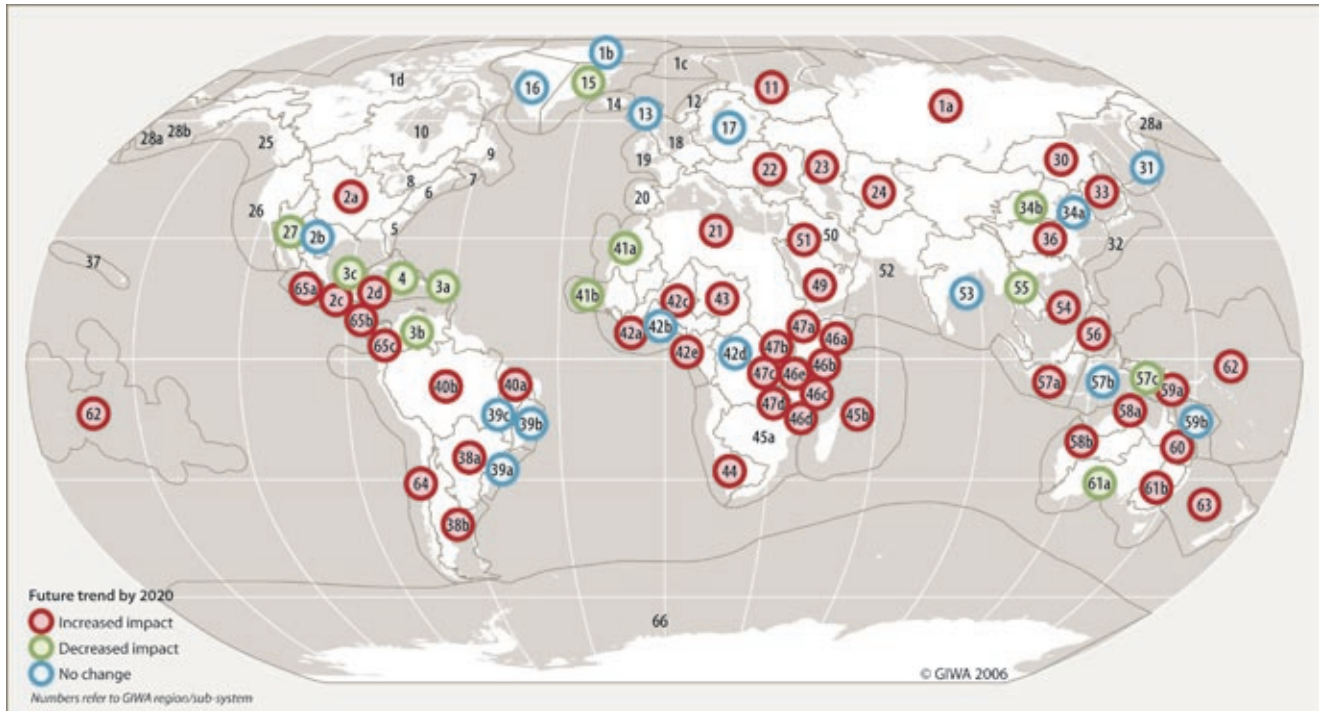 1b
1c
1d
16
15
11
14
12
1a
13
28a
28b
25
10
17
28a
9
18
19
30
31
22
23
8
7
2a
6
24
33
20
26
34b
34a
5
27
2b
21
51
50
36
32
41a
37
3c
4
3a
52
65a
2c
2d
41b
42c
43
49
53
55
54
65b
3b
42a
42b
47a
46a
56
65c
42e
42d
47b
46b
62
40b
40a
47c
46e
57a
57b
57c
59a
62
39c
39b
47d
46c
46d
45b
58a
59b
45a
58b
60
38a
39a
44
64
61a
61b
63
38b
Future trend by 2020
Increased impact
Decreased impact
No change
Numbers refer to GIWA region/sub-system
66
© GIWA 2006